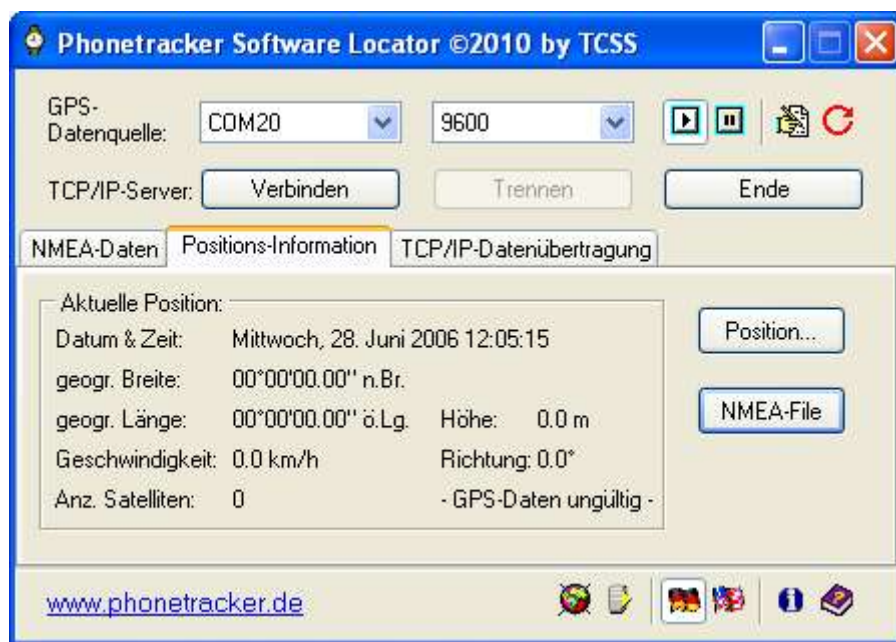 Phonetracker Software Locator ©2010 by TCSS
GPS-
Datenquelle:
COM20
9600
TCP/IP-Server:
Verbinden
Trennen
Ende
NMEA-Daten
Positions-Information
TCP/IP-Datenübertragung
Aktuelle Position:
Datum & Zeit: Mittwoch, 28. Juni 2006 12:05:15
geogr. Breite: 00°00'00.00'' n.Br.
geogr. Länge: 00°00'00.00'' ö.Lg. Höhe: 0.0 m
Geschwindigkeit: 0.0 km/h Richtung: 0.0°
Anz. Satelliten: 0 - GPS-Daten ungültig -
Position...
NMEA-File
www.phonetracker.de